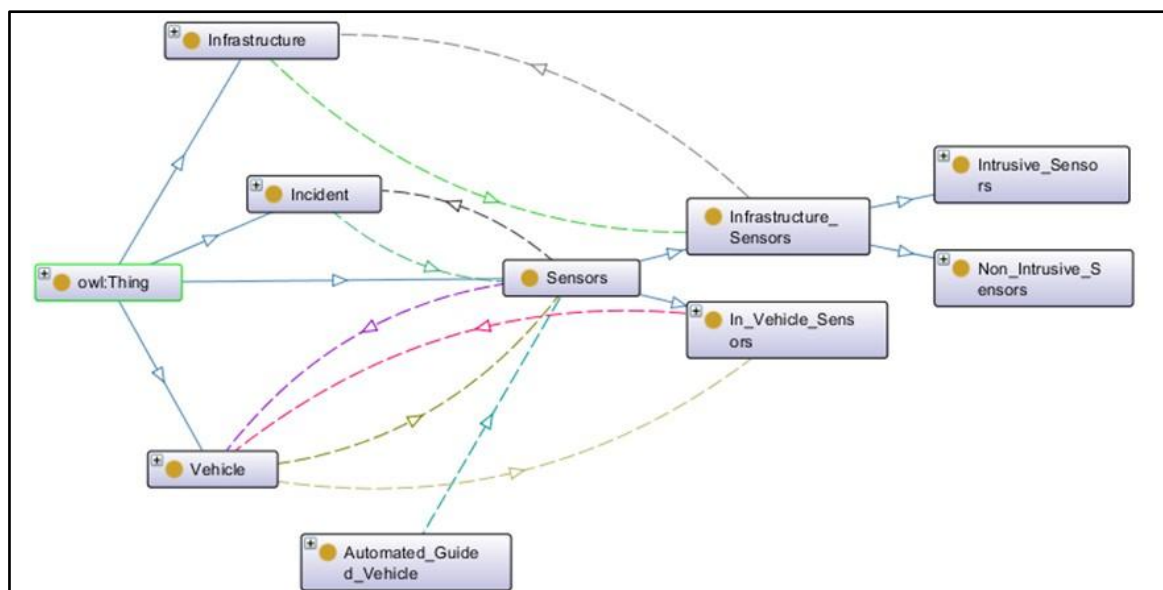 Infrastructure
Incident
owl:Thing
Sensors
Infrastructure_
Sensors
Intrusive_Senso
rs
Non_Intrusive_S
ensors
In_Vehicle_Sens
ors
Vehicle
Automated_Guide
d_Vehicle